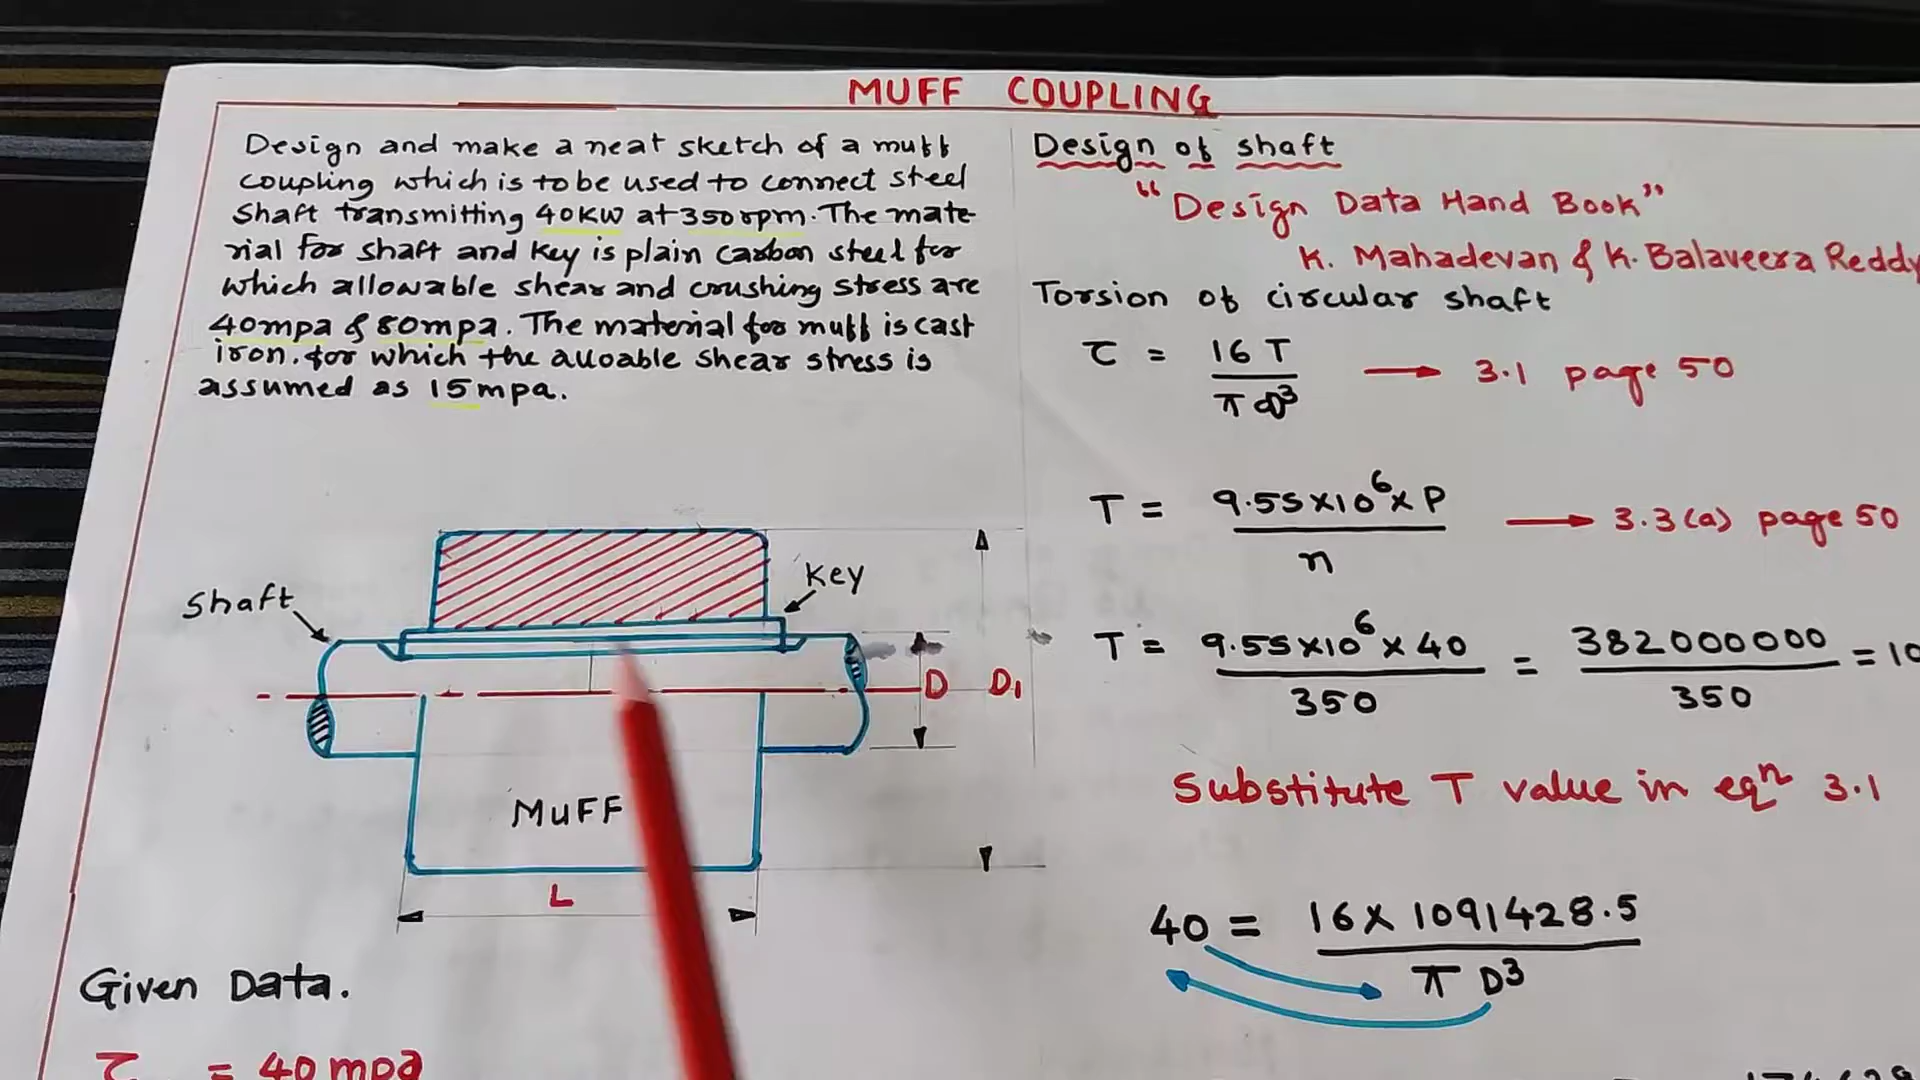 MUFF COUPLING
Design and make a neat sketch of a muff
coupling which is to be used to connect steel
shaft transmitting 40KW at 350rpm. The mate-
rial for shaft and key is plain carbon steel for
which allowable shear and crushing stress are
40mpa & 80mpa. The material for muff is cast
iron. for which the alloable shear stress is
assumed as 15mpa.
Shaft
Key
D
D₁
MUFF
L
Given Data.
τ = 40 mpa
Design of shaft
"Design Data Hand Book"
K. Mahadevan & K. Balaveera Reddy
Torsion of circular shaft
τ = 16 T / π D³ → 3.1 page 50
T = 9.55x10⁶x P / n → 3.3(a) page 50
T = 9.55x10⁶ x 40 / 350 = 382000000 / 350 = 10
Substitute T value in eqⁿ 3.1
40 = 16 x 1091428.5 / π D³